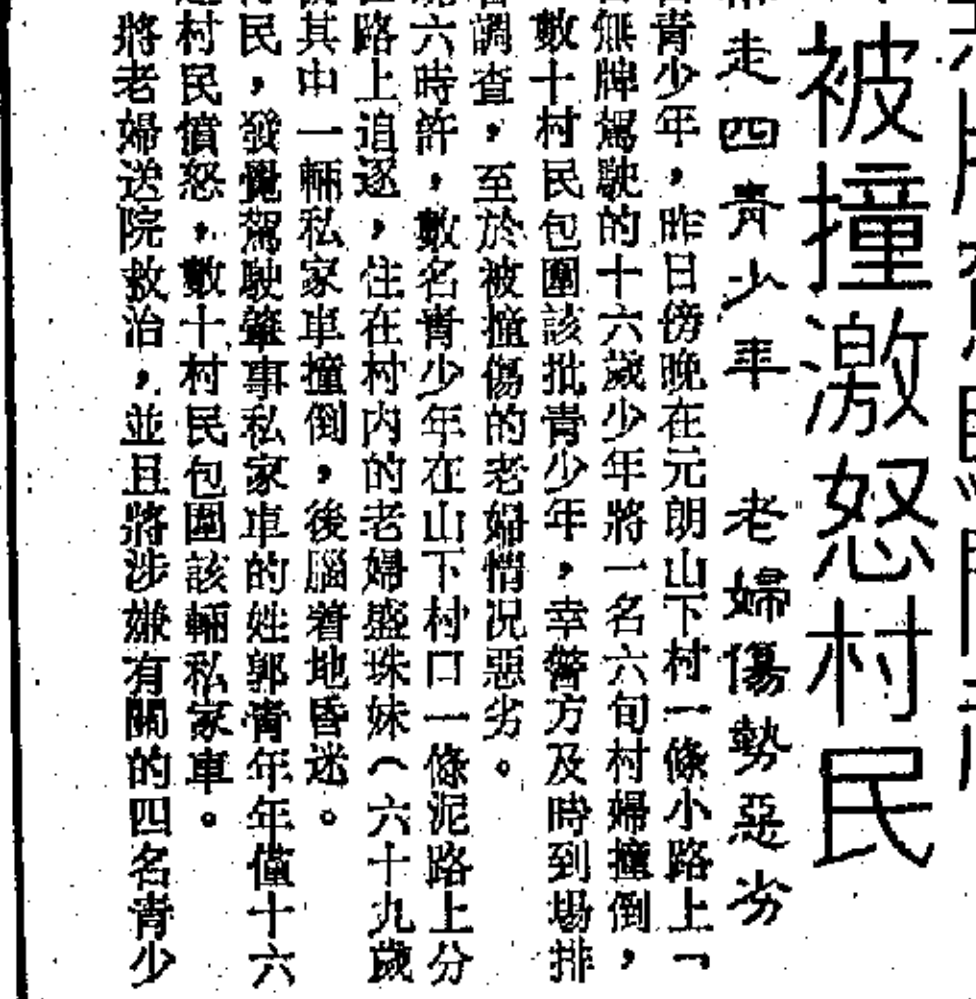 被撞激怒村民
走四青少年 老婦傷勢惡劣
青少年，昨日傍晚在元朗山下村一條小路上「
無牌駕駛的十六歲少年將一名六旬村婦撞倒，
數十村民包圍該批青少年，幸警方及時到場排
調查，至於被撞傷的老婦情況惡劣。
六時許，數名青少年在山下村口一條泥路上分
路上追逐，住在村内的老婦盛珠妹（六十九歲
其中一輛私家車撞倒，後腦着地昏迷。
民，發覺駕駛肇事私家車的姓郭青年年僅十六
村民憤怒，數十村民包圍該輛私家車。
將老婦送院救治，並且將涉嫌有關的四名青少